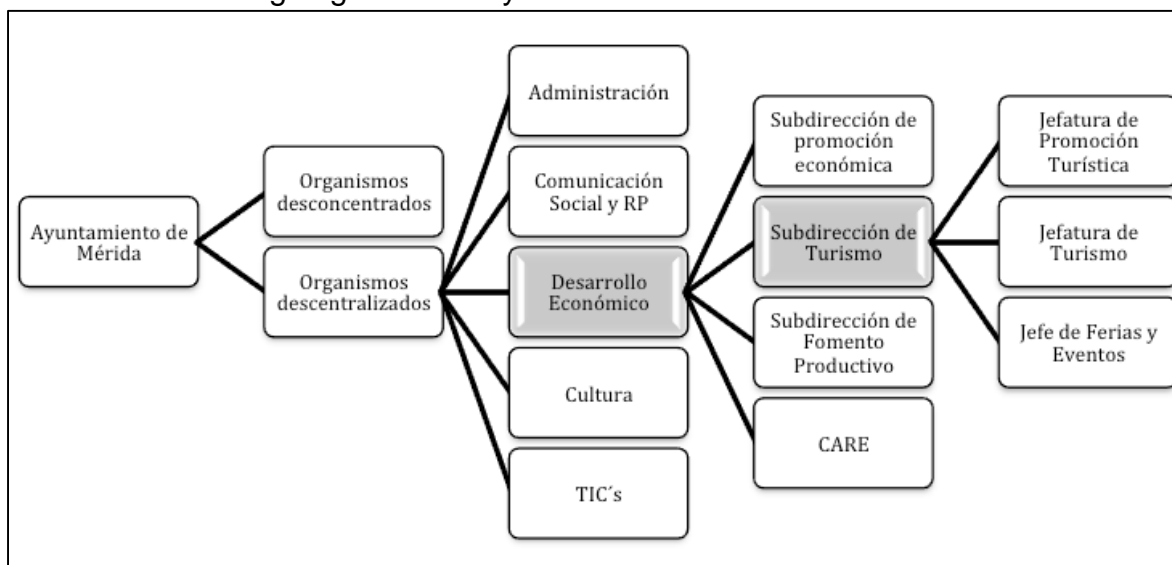 Ayuntamiento de
Mérida
Organismos
desconcentrados
Organismos
descentralizados
Administración
Comunicación
Social y RP
Desarrollo
Económico
Cultura
TIC´s
Subdirección de
promoción
económica
Subdirección de
Turismo
Subdirección de
Fomento
Productivo
CARE
Jefatura de
Promoción
Turística
Jefatura de
Turismo
Jefe de Ferias y
Eventos